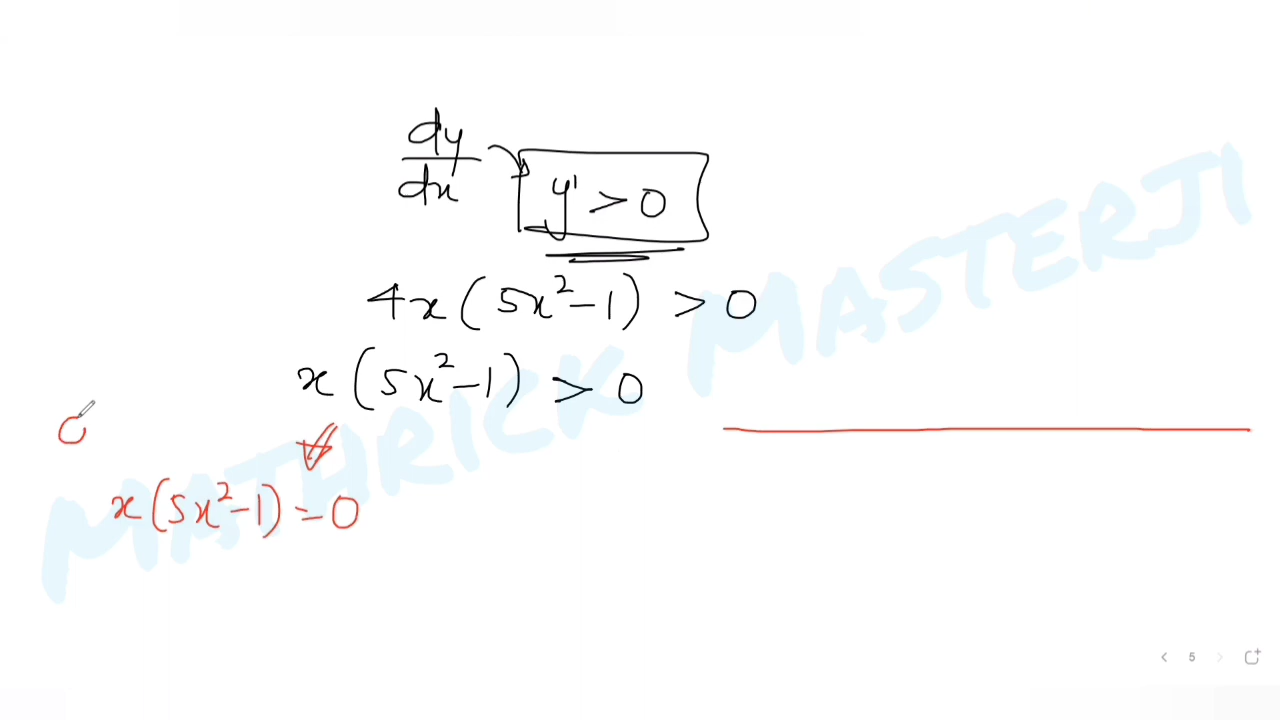 dy/dx
y' > 0
4x(5x²-1) > 0
x(5x²-1) > 0
x(5x²-1) = 0
MATHRICK MASTERJI
5